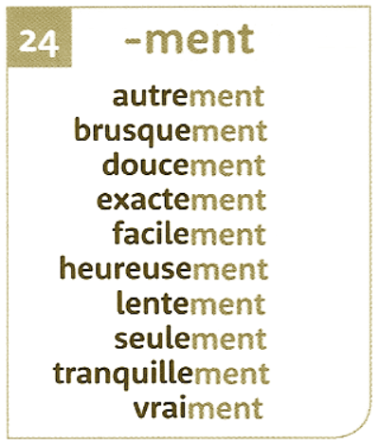 24 -ment
autrement
brusquement
doucement
exactement
facilement
heureusement
lentement
seulement
tranquillement
vraiment